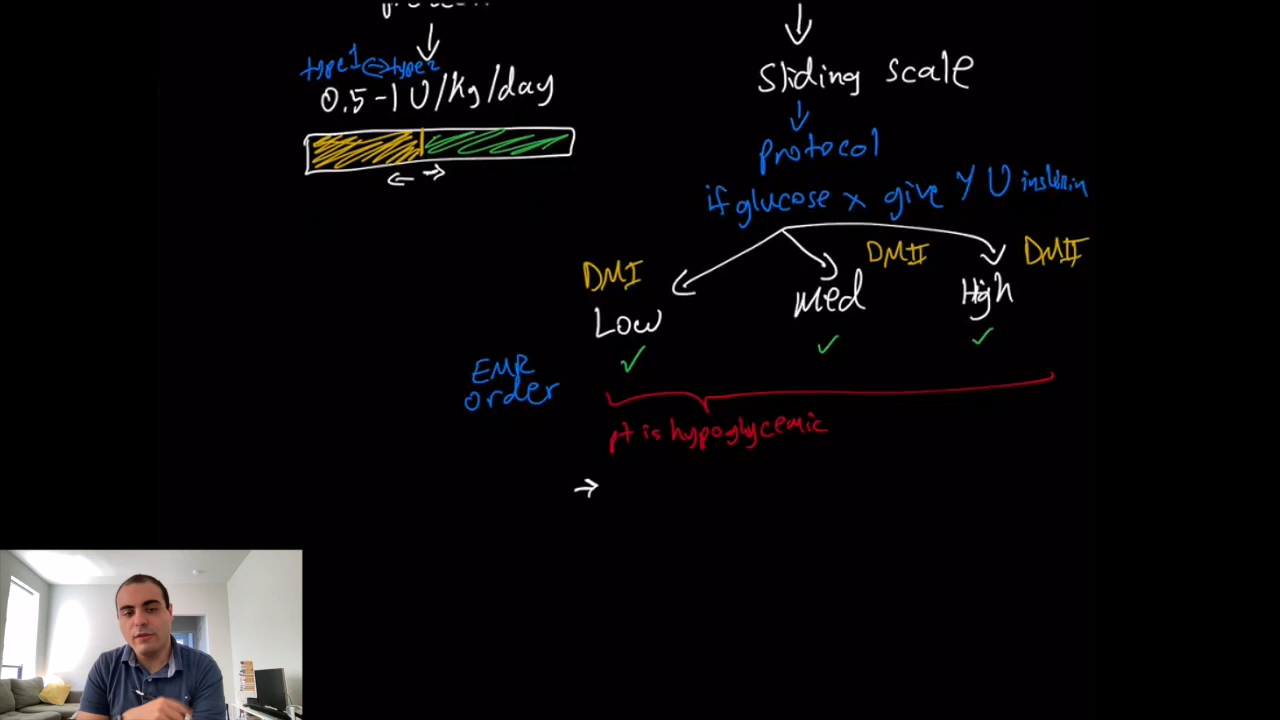 type1 ↔ type2
0.5-1 U/kg/day
Sliding scale
protocol
if glucose x give Y U insulin
DMI
DMII
DMII
Low
Med
High
EMR
order
pt is hypoglycemic